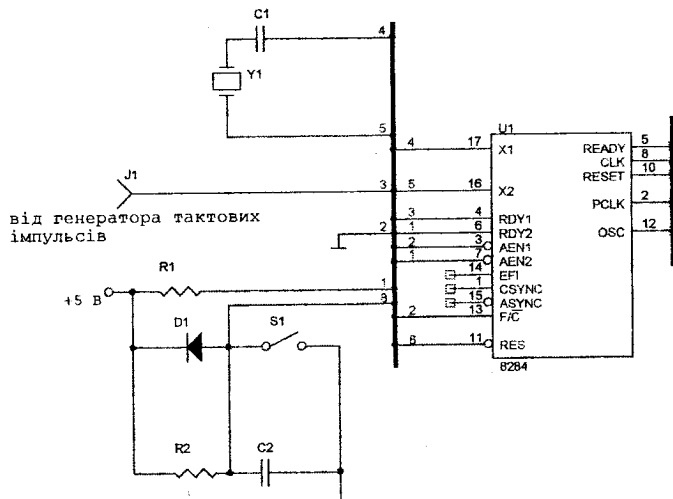 C1
4
Y1
5
U1
4 17 X1
READY 5
CLK 8
RESET 10
J1
3 5 16 X2
PCLK 2
від генератора тактових
імпульсів
3 4 RDY1
2 1 6 RDY2
OSC 12
2 3 AEN1
1 7 AEN2
R1
14 EFI
+5 В
1 1 CSYNC
15 ASYNC
2 13 F/C
D1
S1
6 11 RES
8284
R2
C2